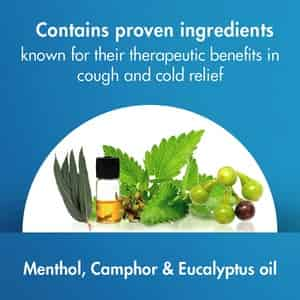 Contains proven ingredients
known for their therapeutic benefits in
cough and cold relief
Menthol, Camphor & Eucalyptus oil